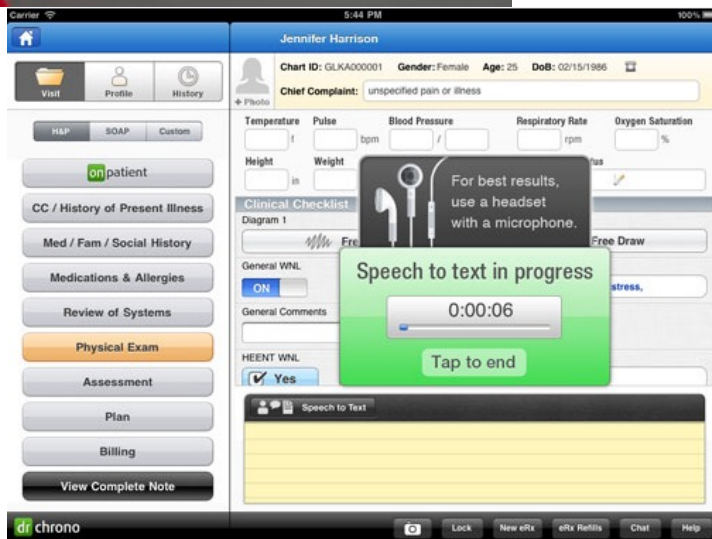 Carrier 5:44 PM 100%
Jennifer Harrison
Visit Profile History
H&P SOAP Custom
onpatient
CC / History of Present Illness
Med / Fam / Social History
Medications & Allergies
Review of Systems
Physical Exam
Assessment
Plan
Billing
View Complete Note
+ Photo
Chart ID: GLKA000001 Gender: Female Age: 25 DoB: 02/15/1986
Chief Complaint: unspecified pain or illness
Temperature Pulse Blood Pressure Respiratory Rate Oxygen Saturation
f bpm / rpm %
Height Weight
in
Clinical Checklist
Diagram 1
Free Draw
General WNL
ON
stress,
General Comments
HEENT WNL
Yes
For best results,
use a headset
with a microphone.
Speech to text in progress
0:00:06
Tap to end
Speech to Text
drchrono
Lock New eRx eRx Refills Chat Help